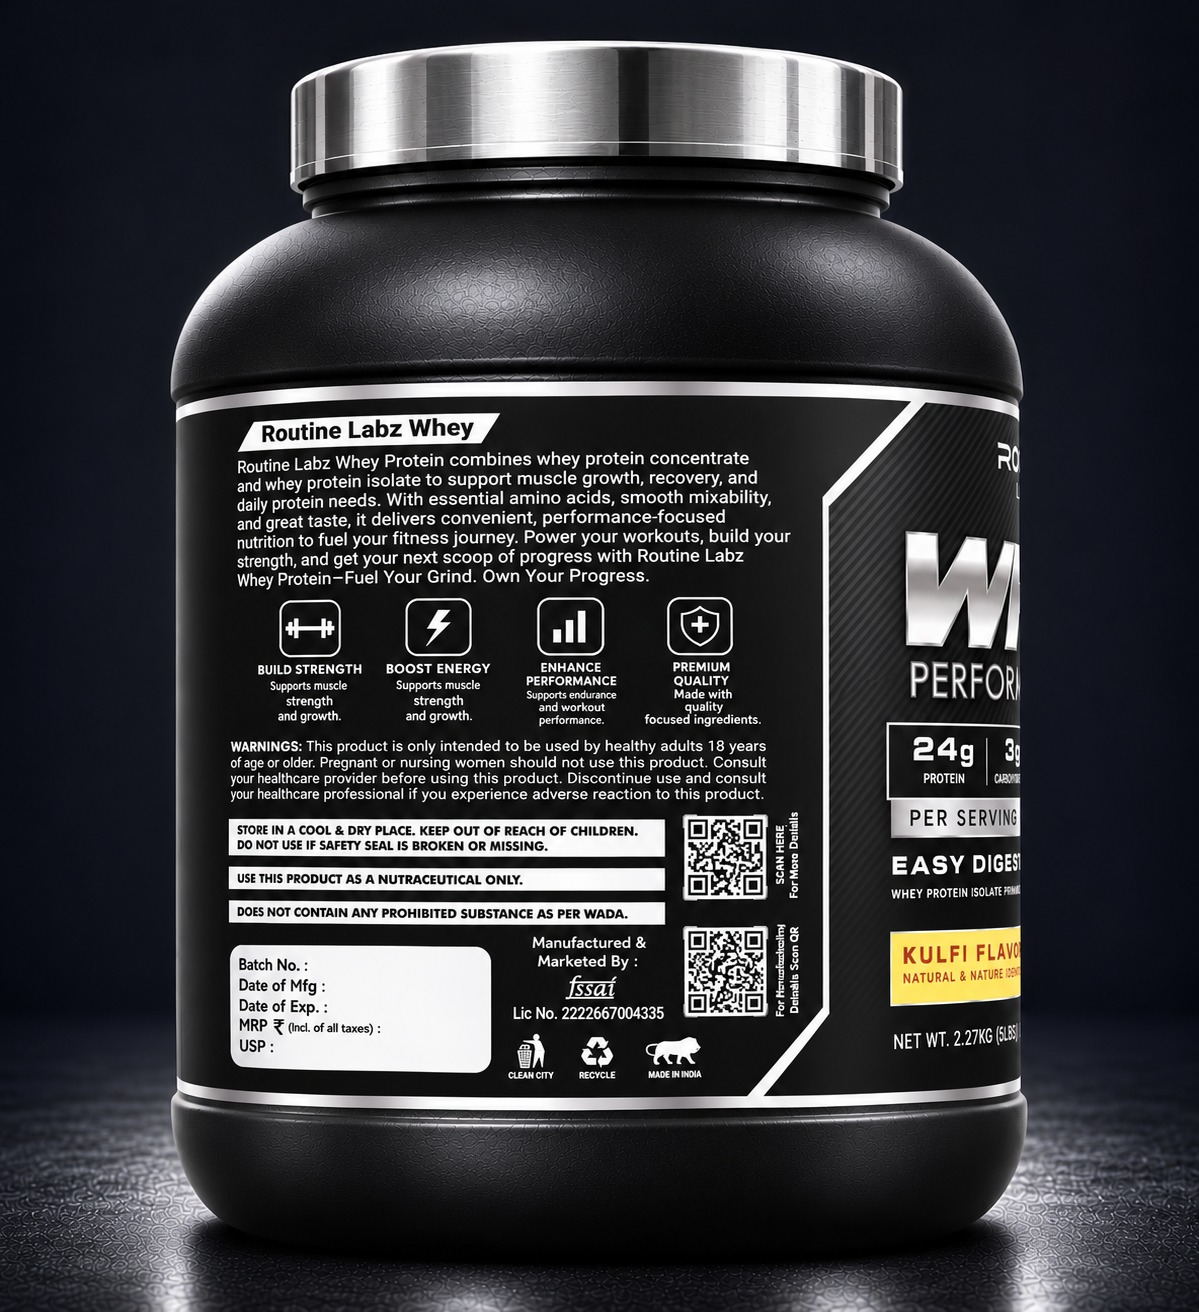 Routine Labz Whey
Routine Labz Whey Protein combines whey protein concentrate
and whey protein isolate to support muscle growth, recovery, and
daily protein needs. With essential amino acids, smooth mixability,
and great taste, it delivers convenient, performance-focused
nutrition to fuel your fitness journey. Power your workouts, build your
strength, and get your next scoop of progress with Routine Labz
Whey Protein–Fuel Your Grind. Own Your Progress.
BUILD STRENGTH
Supports muscle
strength
and growth.
BOOST ENERGY
Supports muscle
strength
and growth.
ENHANCE
PERFORMANCE
Supports endurance
and workout
performance.
PREMIUM
QUALITY
Made with
quality
focused ingredients.
WARNINGS: This product is only intended to be used by healthy adults 18 years
of age or older. Pregnant or nursing women should not use this product. Consult
your healthcare provider before using this product. Discontinue use and consult
your healthcare professional if you experience adverse reaction to this product.
STORE IN A COOL & DRY PLACE. KEEP OUT OF REACH OF CHILDREN.
DO NOT USE IF SAFETY SEAL IS BROKEN OR MISSING.
USE THIS PRODUCT AS A NUTRACEUTICAL ONLY.
DOES NOT CONTAIN ANY PROHIBITED SUBSTANCE AS PER WADA.
SCAN HERE
For
Batch No. :
Date of Mfg :
Date of Exp. :
MRP ₹ (Incl. of all taxes) :
USP :
Manufactured &
Marketed By :
fssai
Lic No. 2222667004335
For
QR
CLEAN CITY
RECYCLE
MADE IN INDIA
RO
L
WH
PERFOR
24g
PROTEIN
3g
PER SERVING
EASY DIGEST
WHEY PROTEIN ISOLATE
KULFI FLAVO
NATURAL & NATURE IDENTI
NET WT. 2.27KG (5LBS)